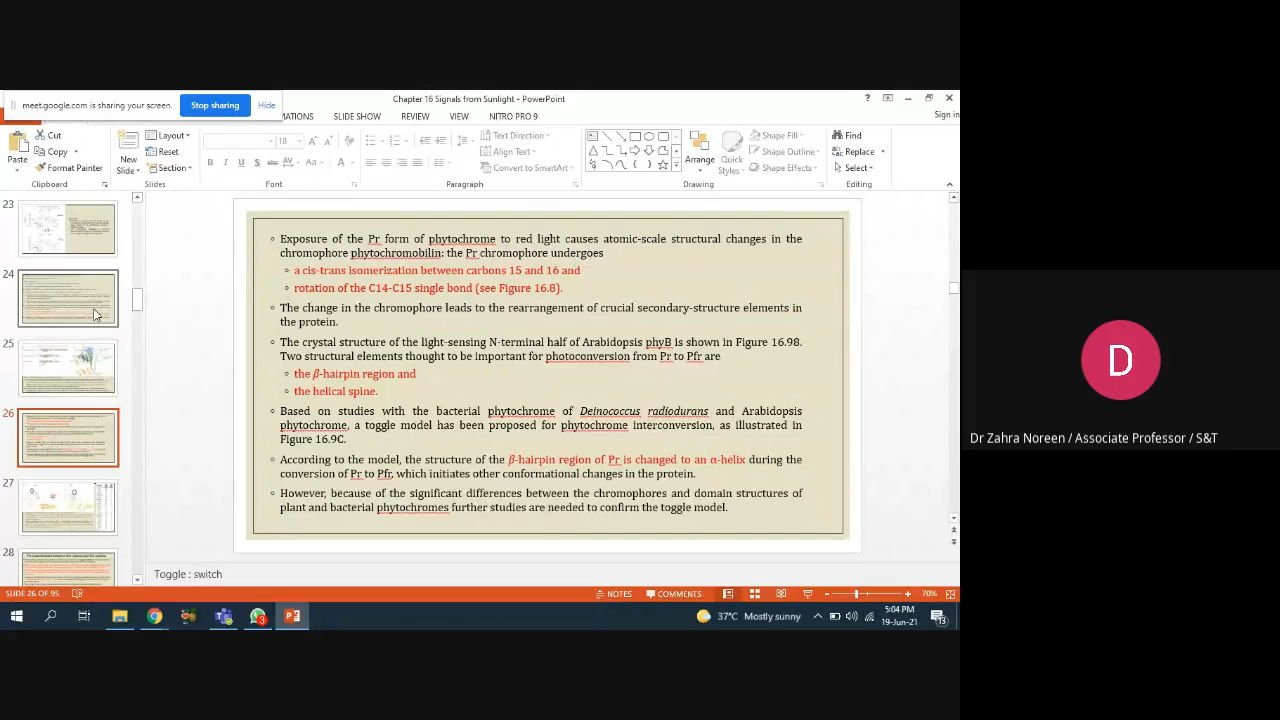 meet.google.com is sharing your screen. Stop sharing Hide
Chapter 16 Signals from Sunlight - PowerPoint
Sign in
MATIONS SLIDE SHOW REVIEW VIEW NITRO PRO 9
Paste
Cut
Copy
Format Painter
Clipboard
New Slide
Layout
Reset
Section
Slides
18
Font
Text Direction
Align Text
Convert to SmartArt
Paragraph
Arrange
Quick Styles
Shape Fill
Shape Outline
Shape Effects
Drawing
Find
Replace
Select
Editing
23
24
25
26
27
28
Exposure of the Pr form of phytochrome to red light causes atomic-scale structural changes in the
chromophore phytochromobilin: the Pr chromophore undergoes
a cis-trans isomerization between carbons 15 and 16 and
rotation of the C14-C15 single bond (see Figure 16.8).
The change in the chromophore leads to the rearrangement of crucial secondary-structure elements in
the protein.
The crystal structure of the light-sensing N-terminal half of Arabidopsis phyB is shown in Figure 16.98.
Two structural elements thought to be important for photoconversion from Pr to Pfr are
the β-hairpin region and
the helical spine.
Based on studies with the bacterial phytochrome of Delnococcus radiodurans and Arabidopsis
phytochrome, a toggle model has been proposed for phytochrome interconversion, as illustrated in
Figure 16.9C.
According to the model, the structure of the β-hairpin region of Pr is changed to an α-helix during the
conversion of Pr to Pfr, which initiates other conformational changes in the protein.
However, because of the significant differences between the chromophores and domain structures of
plant and bacterial phytochromes further studies are needed to confirm the toggle model.
Toggle : switch
SLIDE 26 OF 95
NOTES COMMENTS 70%
37°C Mostly sunny
5:04 PM
19-Jun-21
13
3
D
Dr Zahra Noreen / Associate Professor / S&T